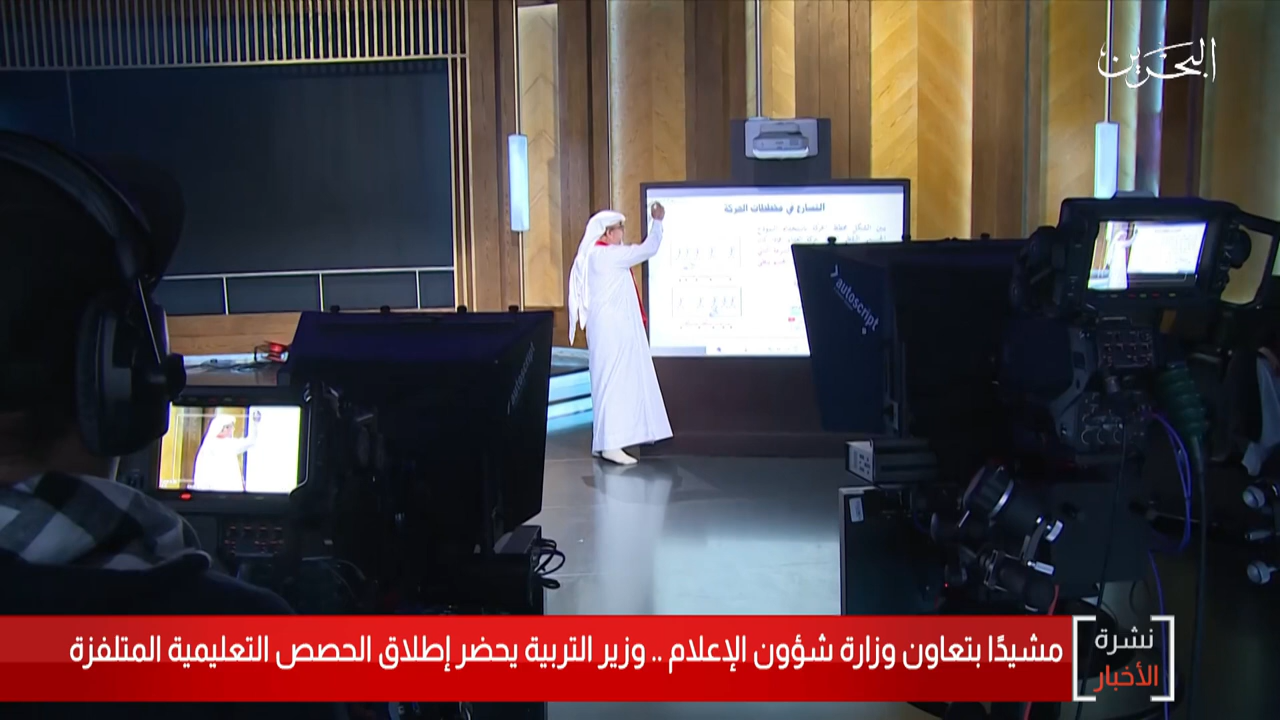 البحرين
التسارع في مخططات الحركة
autoscript
autoscript
نشرة
الأخبار
مشيدًا بتعاون وزارة شؤون الإعلام .. وزير التربية يحضر إطلاق الحصص التعليمية المتلفزة